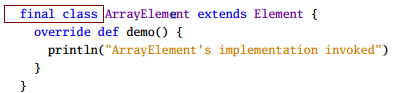 final class ArrayElement extends Element {
  override def demo() {
    println("ArrayElement's implementation invoked")
  }
}